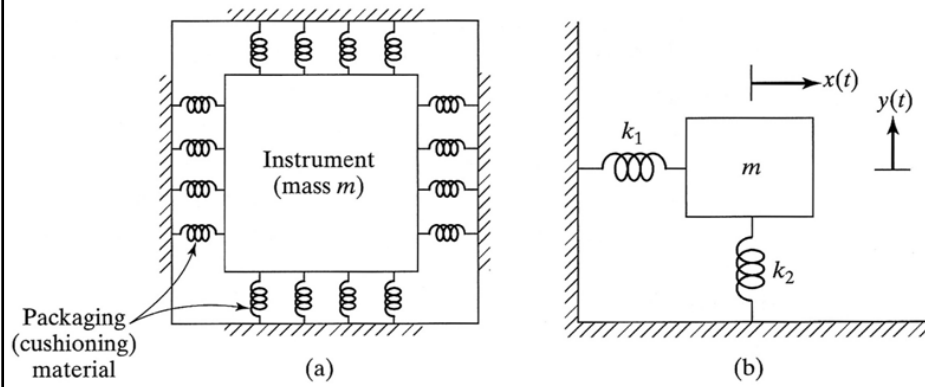 Instrument
(mass m)
Packaging
(cushioning)
material
(a)
x(t)
y(t)
k₁
m
k₂
(b)